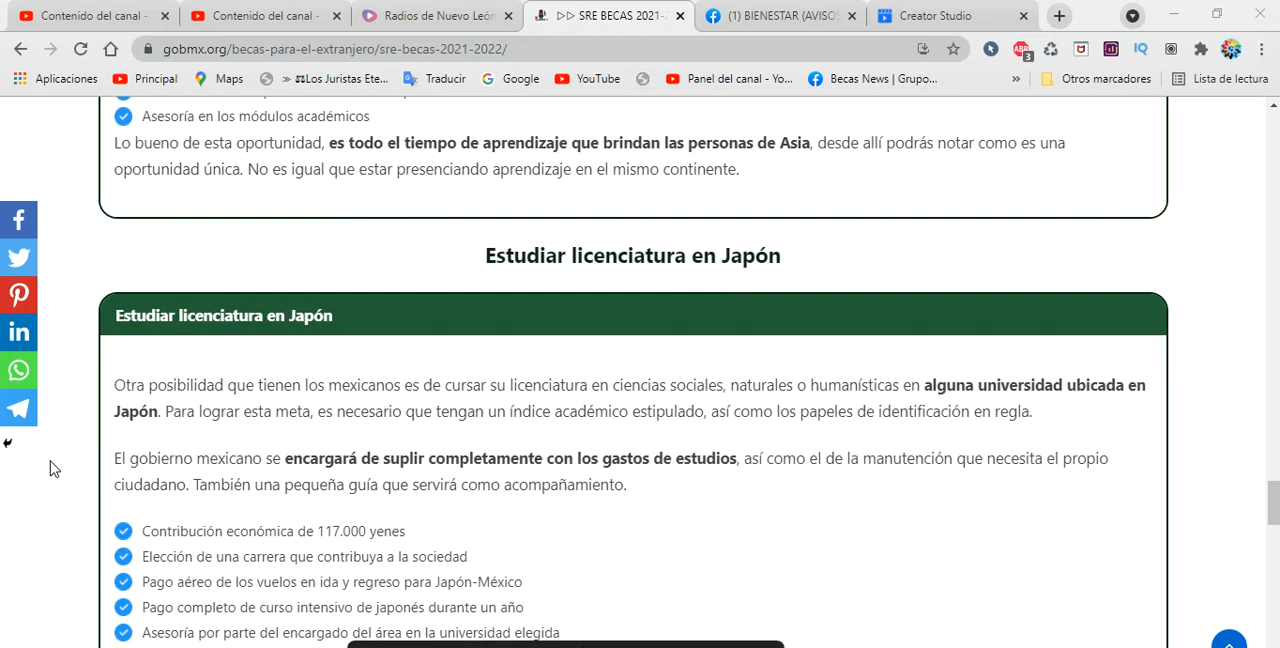 Contenido del canal -
Contenido del canal -
Radios de Nuevo León
▷▷ SRE BECAS 2021-
(1) BIENESTAR (AVISO
Creator Studio
gobmx.org/becas-para-el-extranjero/sre-becas-2021-2022/
ABP
3
IQ
Aplicaciones
Principal
Maps
» ⚖Los Juristas Ete...
Traducir
Google
YouTube
Panel del canal - Yo...
Becas News | Grupo...
»
Otros marcadores
Lista de lectura
Asesoría en los módulos académicos
Lo bueno de esta oportunidad, es todo el tiempo de aprendizaje que brindan las personas de Asia, desde allí podrás notar como es una
oportunidad única. No es igual que estar presenciando aprendizaje en el mismo continente.
Estudiar licenciatura en Japón
Estudiar licenciatura en Japón
Otra posibilidad que tienen los mexicanos es de cursar su licenciatura en ciencias sociales, naturales o humanísticas en alguna universidad ubicada en
Japón. Para lograr esta meta, es necesario que tengan un índice académico estipulado, así como los papeles de identificación en regla.
El gobierno mexicano se encargará de suplir completamente con los gastos de estudios, así como el de la manutención que necesita el propio
ciudadano. También una pequeña guía que servirá como acompañamiento.
Contribución económica de 117.000 yenes
Elección de una carrera que contribuya a la sociedad
Pago aéreo de los vuelos en ida y regreso para Japón-México
Pago completo de curso intensivo de japonés durante un año
Asesoría por parte del encargado del área en la universidad elegida